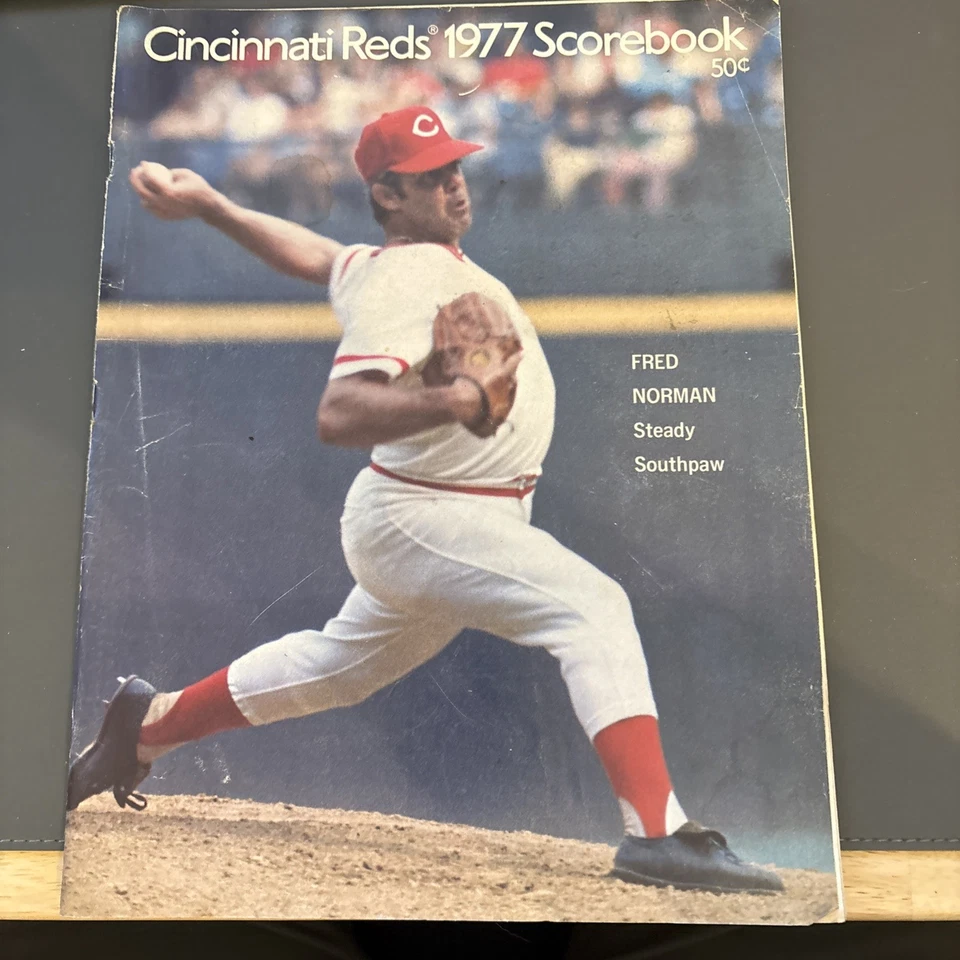 Cincinnati Reds® 1977 Scorebook
50¢
C
FRED
NORMAN
Steady
Southpaw